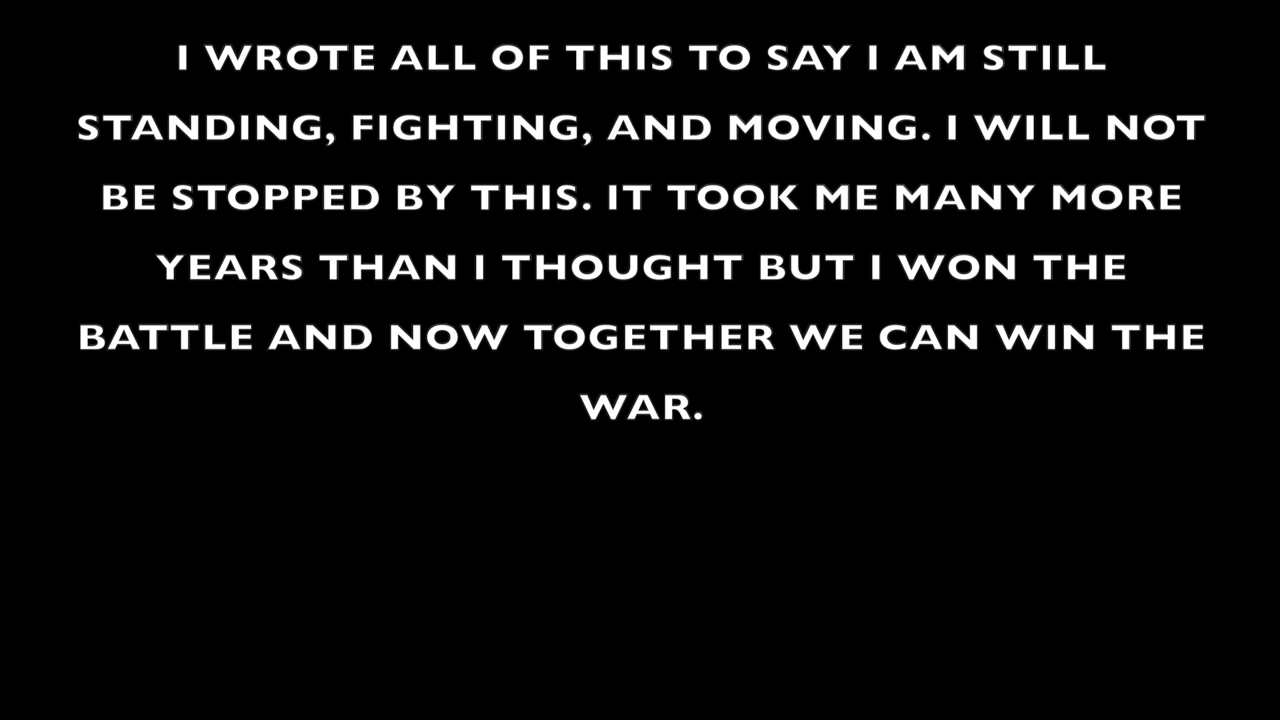 I WROTE ALL OF THIS TO SAY I AM STILL
STANDING, FIGHTING, AND MOVING. I WILL NOT
BE STOPPED BY THIS. IT TOOK ME MANY MORE
YEARS THAN I THOUGHT BUT I WON THE
BATTLE AND NOW TOGETHER WE CAN WIN THE
WAR.